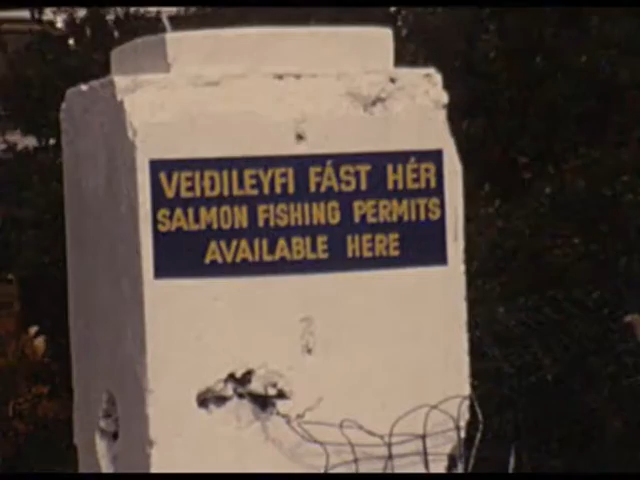 VEIÐILEYFI FÁST HÉR
SALMON FISHING PERMITS
AVAILABLE HERE